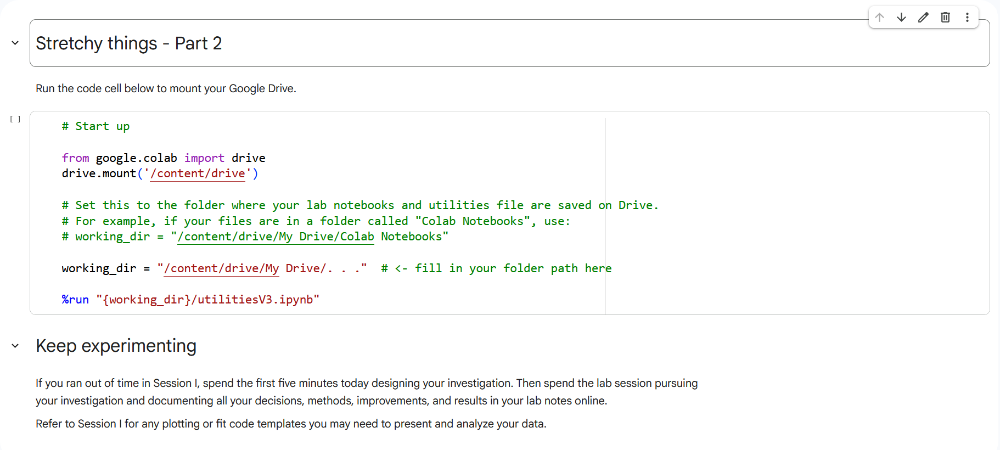 Stretchy things - Part 2
Run the code cell below to mount your Google Drive.
[ ]
# Start up
from google.colab import drive
drive.mount('/content/drive')
# Set this to the folder where your lab notebooks and utilities file are saved on Drive.
# For example, if your files are in a folder called "Colab Notebooks", use:
# working_dir = "/content/drive/My Drive/Colab Notebooks"
working_dir = "/content/drive/My Drive/. . ."  # <- fill in your folder path here
%run "{working_dir}/utilitiesV3.ipynb"
Keep experimenting
If you ran out of time in Session I, spend the first five minutes today designing your investigation. Then spend the lab session pursuing
your investigation and documenting all your decisions, methods, improvements, and results in your lab notes online.
Refer to Session I for any plotting or fit code templates you may need to present and analyze your data.